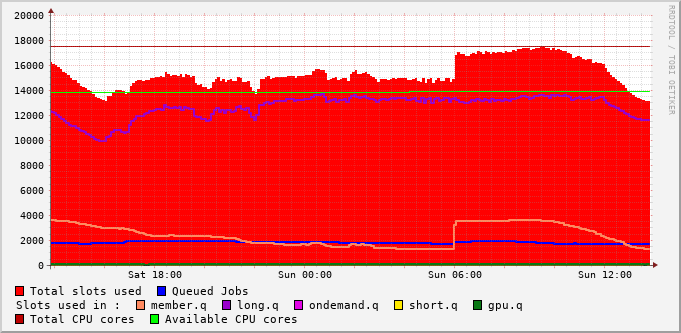 20000
18000
16000
14000
12000
10000
8000
6000
4000
2000
0
Sat 18:00 Sun 00:00 Sun 06:00 Sun 12:00
Total slots used Queued Jobs
Slots used in : member.q long.q ondemand.q short.q gpu.q
Total CPU cores Available CPU cores
RRDTOOL / TOBI OETIKER